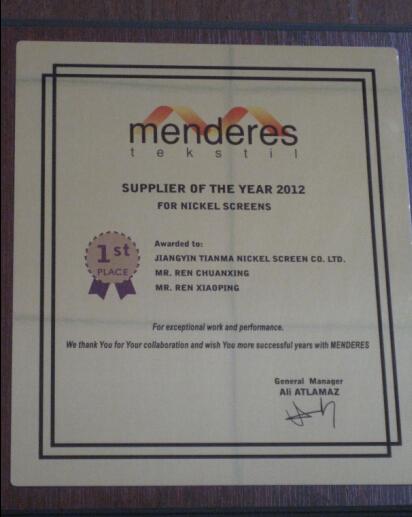 menderes
tekstil
SUPPLIER OF THE YEAR 2012
FOR NICKEL SCREENS
1st
PLACE
Awarded to:
JIANGYIN TIANMA NICKEL SCREEN CO. LTD.
MR. REN CHUANXING
MR. REN XIAOPING
For exceptional work and performance.
We thank You for Your collaboration and wish You more successful years with MENDERES
General Manager
Ali ATLAMAZ